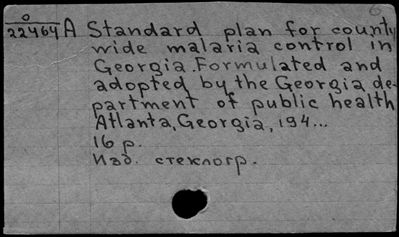 6
0
22464 A Standard plan for county
wide malaria control in
Georgia. Formulated and
adopted by the Georgia de-
partment of public health
Atlanta, Georgia, 194...
16 p.
Изд. стеклогр.